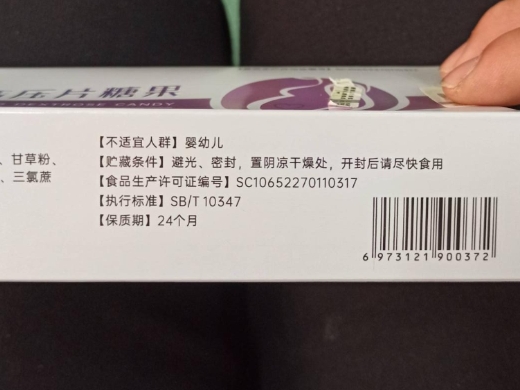 压片糖果
DEXTROSE CANDY
【不适宜人群】婴幼儿
、甘草粉、
【贮藏条件】避光、密封，置阴凉干燥处，开封后请尽快食用
、三氯蔗
【食品生产许可证编号】SC10652270110317
【执行标准】SB/T 10347
【保质期】24个月
6 973121 900372